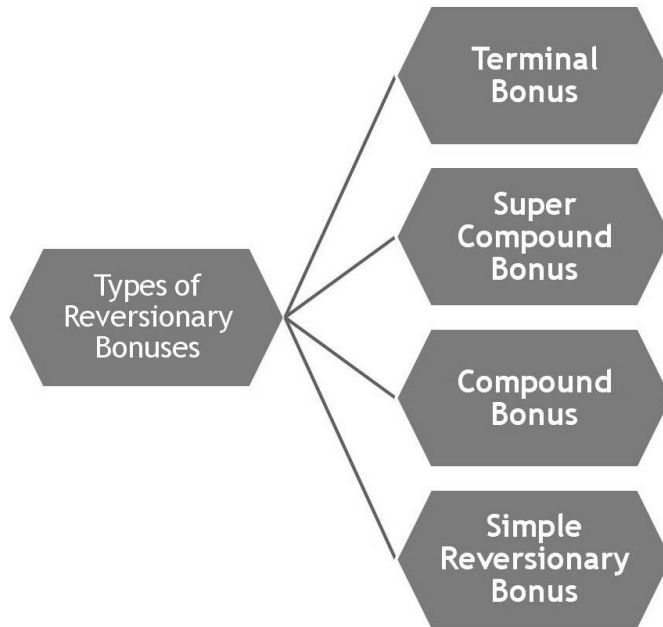 Types of
Reversionary
Bonuses
Terminal
Bonus
Super
Compound
Bonus
Compound
Bonus
Simple
Reversionary
Bonus